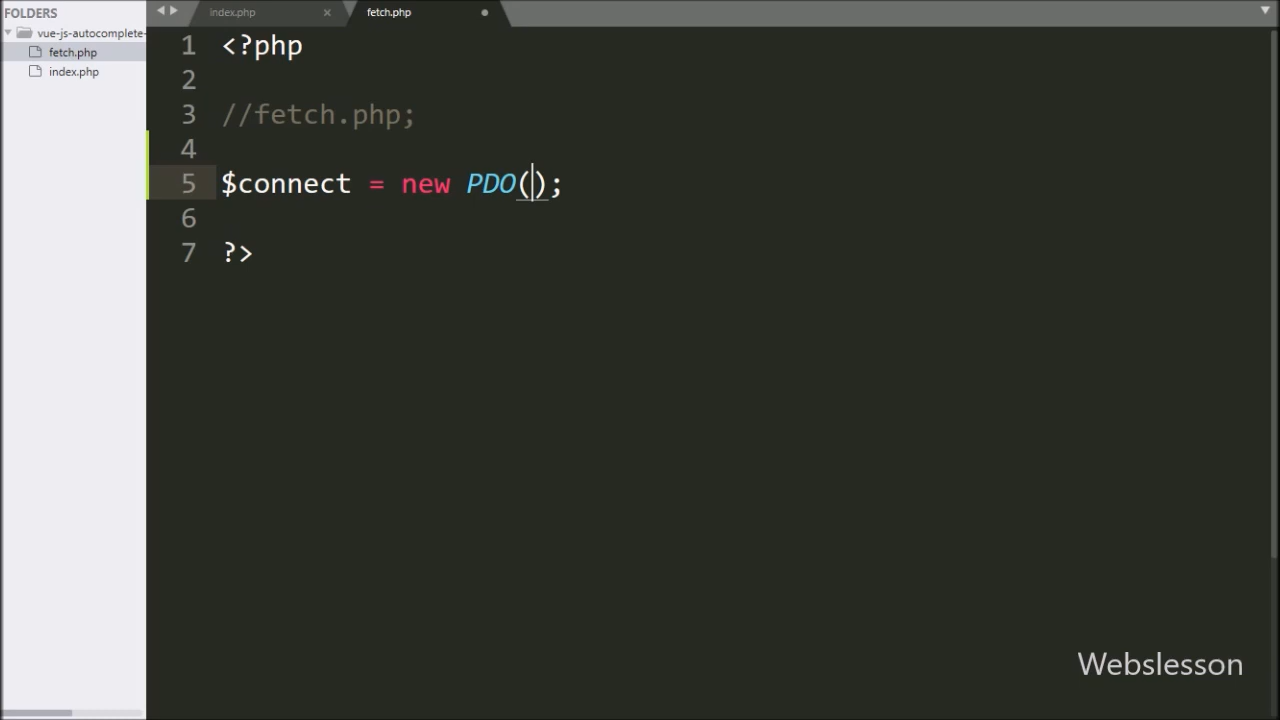 FOLDERS
vue-js-autocomplete-
fetch.php
index.php
index.php
fetch.php
1 <?php
2
3 //fetch.php;
4
5 $connect = new PDO();
6
7 ?>
Webslesson